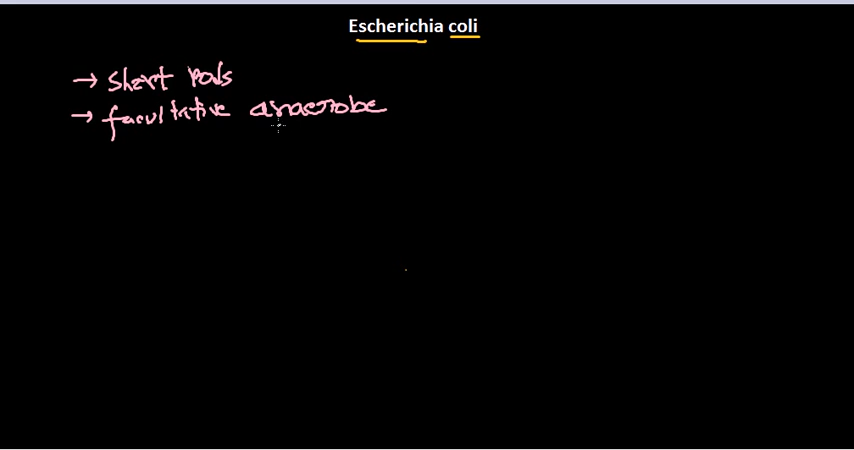 Escherichia coli
→ short rods
→ facultative anaerobe